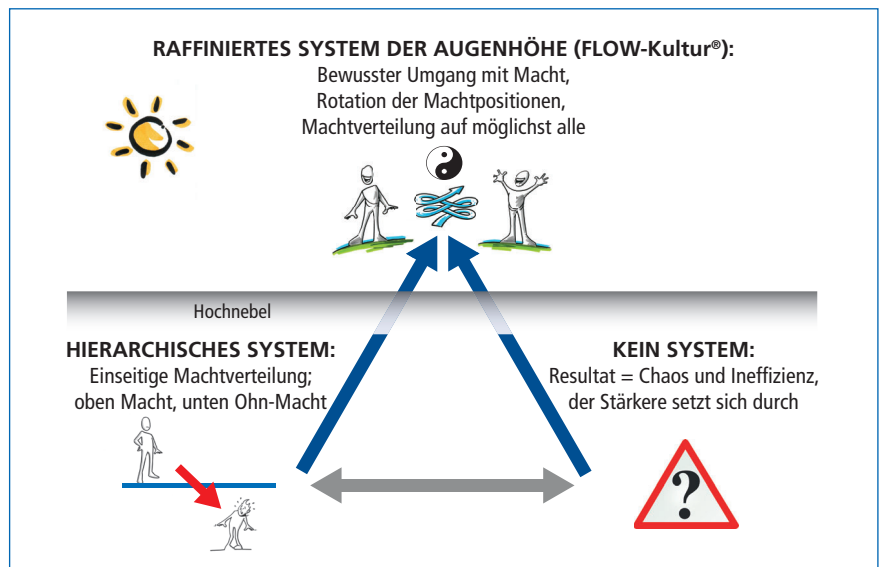 RAFFINIERTES SYSTEM DER AUGENHÖHE (FLOW-Kultur®):
Bewusster Umgang mit Macht,
Rotation der Machtpositionen,
Machtverteilung auf möglichst alle
Hochnebel
HIERARCHISCHES SYSTEM:
Einseitige Machtverteilung;
oben Macht, unten Ohn-Macht
KEIN SYSTEM:
Resultat = Chaos und Ineffizienz,
der Stärkere setzt sich durch
?